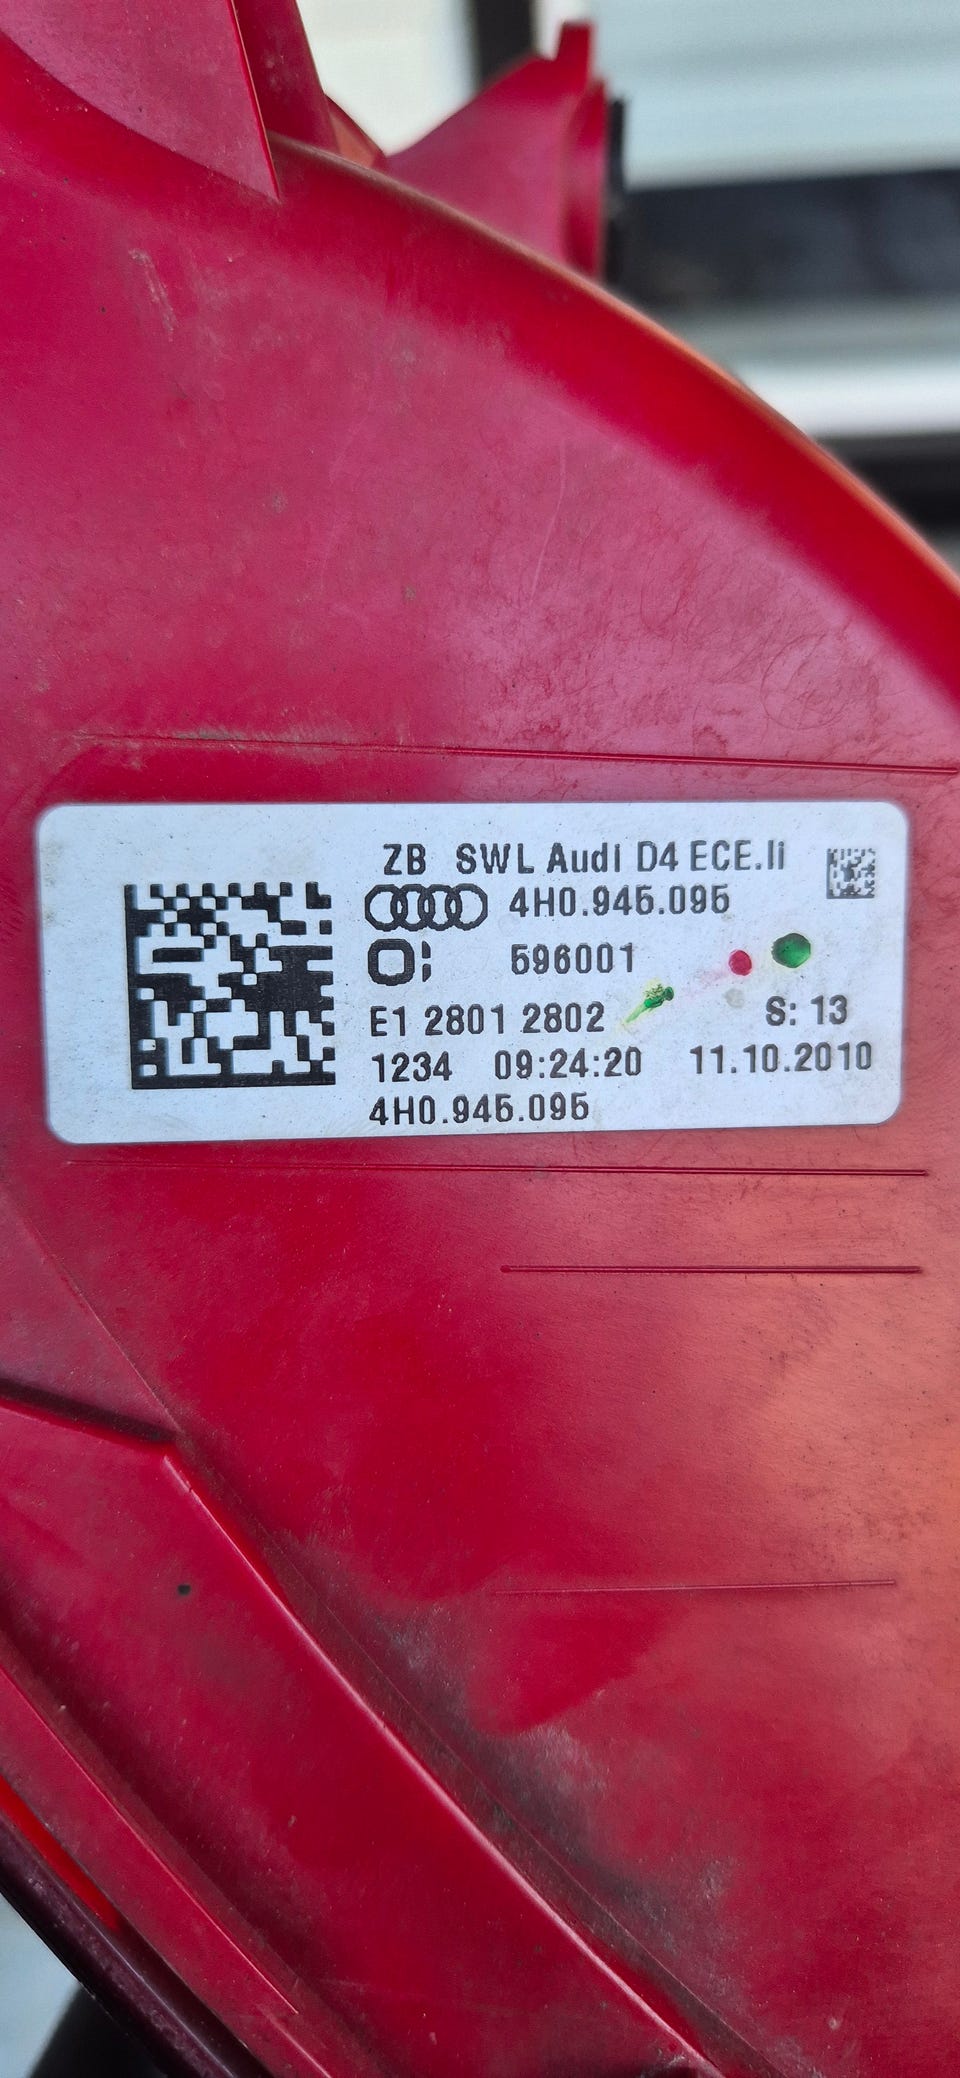 ZB SWL Audi D4 ECE.li
4H0.945.095
O: 596001
E1 2801 2802 S: 13
1234 09:24:20 11.10.2010
4H0.945.095